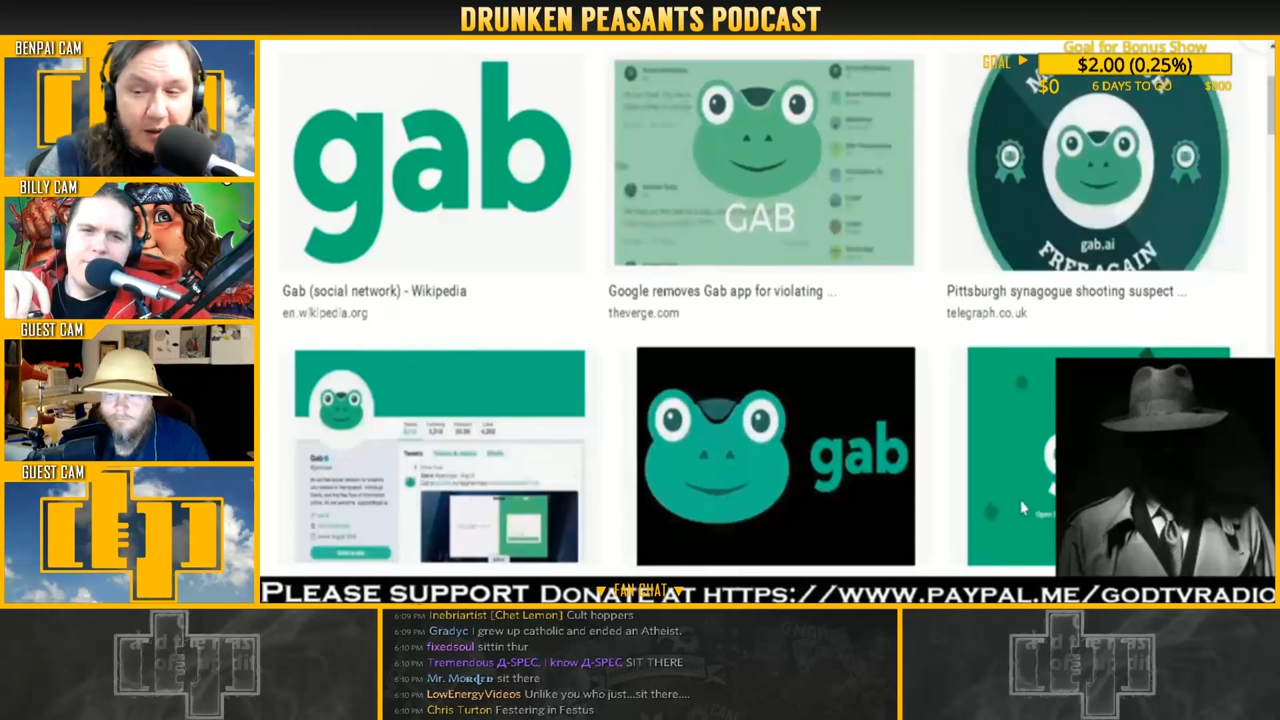 DRUNKEN PEASANTS PODCAST
BENPAI CAM
BILLY CAM
GUEST CAM
GUEST CAM
Goal for Bonus Show
GOAL
$2.00 (0.25%)
$0
6 DAYS TO GO
$800
gab
GAB
gab.ai
FREE AGAIN
Gab (social network) - Wikipedia
en.wikipedia.org
Google removes Gab app for violating ...
theverge.com
Pittsburgh synagogue shooting suspect ...
telegraph.co.uk
Gab
gab
PLEASE SUPPORT DONATE AT HTTPS://WWW.PAYPAL.ME/GODTVRADIO
FAN CHAT
6:09 PM Inebriartist [Chet Lemon] Cult hoppers
6:09 PM Gradyc I grew up catholic and ended an Atheist.
6:10 PM fixedsoul sittin thur
6:10 PM Tremendous Д-SPEC, I know Д-SPEC SIT THERE
6:10 PM Mr. Morder sit there
6:10 PM LowEnergyVideos Unlike you who just...sit there....
6:10 PM Chris Turton Festering in Festus